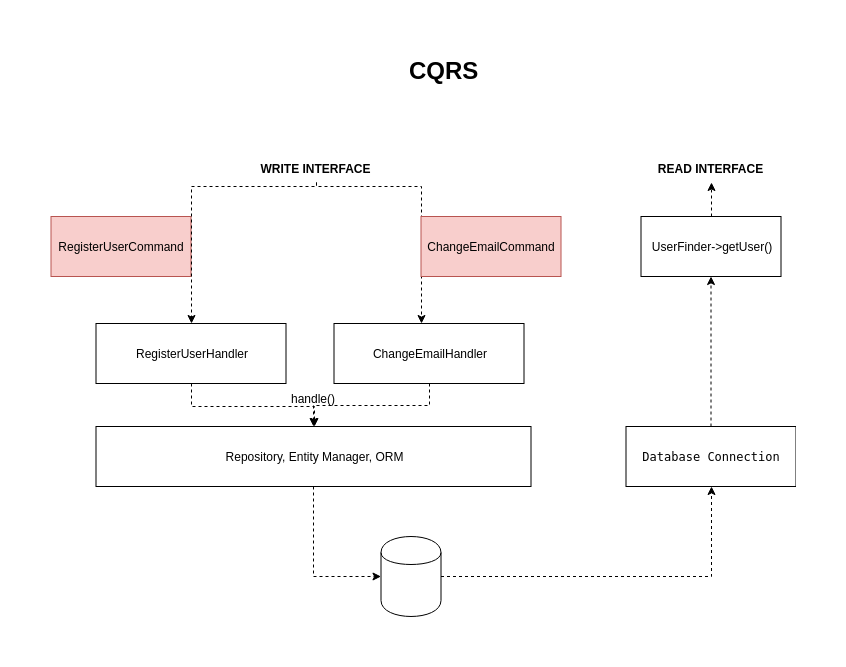 CQRS
WRITE INTERFACE
READ INTERFACE
RegisterUserCommand
ChangeEmailCommand
UserFinder->getUser()
RegisterUserHandler
ChangeEmailHandler
handle()
Repository, Entity Manager, ORM
Database Connection